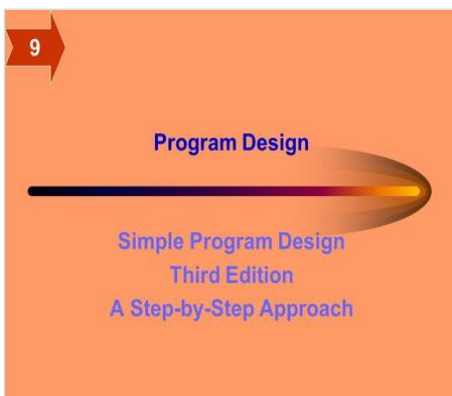 9
Program Design
Simple Program Design
Third Edition
A Step-by-Step Approach